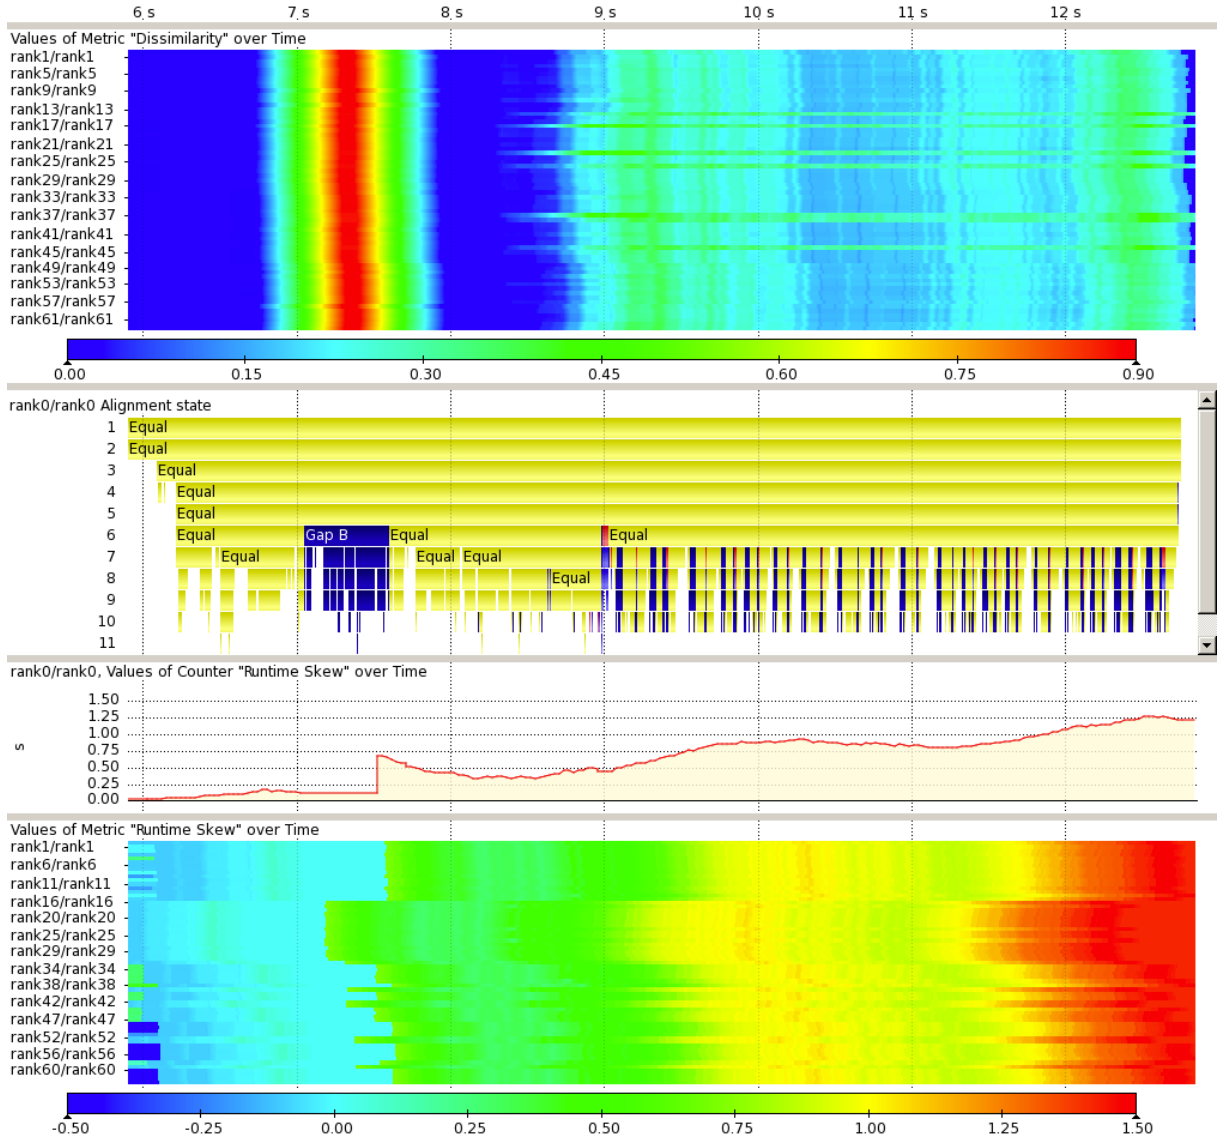 6 s 7 s 8 s 9 s 10 s 11 s 12 s
Values of Metric "Dissimilarity" over Time
rank1/rank1
rank5/rank5
rank9/rank9
rank13/rank13
rank17/rank17
rank21/rank21
rank25/rank25
rank29/rank29
rank33/rank33
rank37/rank37
rank41/rank41
rank45/rank45
rank49/rank49
rank53/rank53
rank57/rank57
rank61/rank61
0.00 0.15 0.30 0.45 0.60 0.75 0.90
rank0/rank0 Alignment state
1 Equal
2 Equal
3 Equal
4 Equal
5 Equal
6 Equal Gap B Equal Equal
7 Equal Equal Equal
8 Equal
9
10
11
rank0/rank0, Values of Counter "Runtime Skew" over Time
1.50
1.25
1.00
0.75
0.50
0.25
0.00
s
Values of Metric "Runtime Skew" over Time
rank1/rank1
rank6/rank6
rank11/rank11
rank16/rank16
rank20/rank20
rank25/rank25
rank29/rank29
rank34/rank34
rank38/rank38
rank42/rank42
rank47/rank47
rank52/rank52
rank56/rank56
rank60/rank60
-0.50 -0.25 0.00 0.25 0.50 0.75 1.00 1.25 1.50